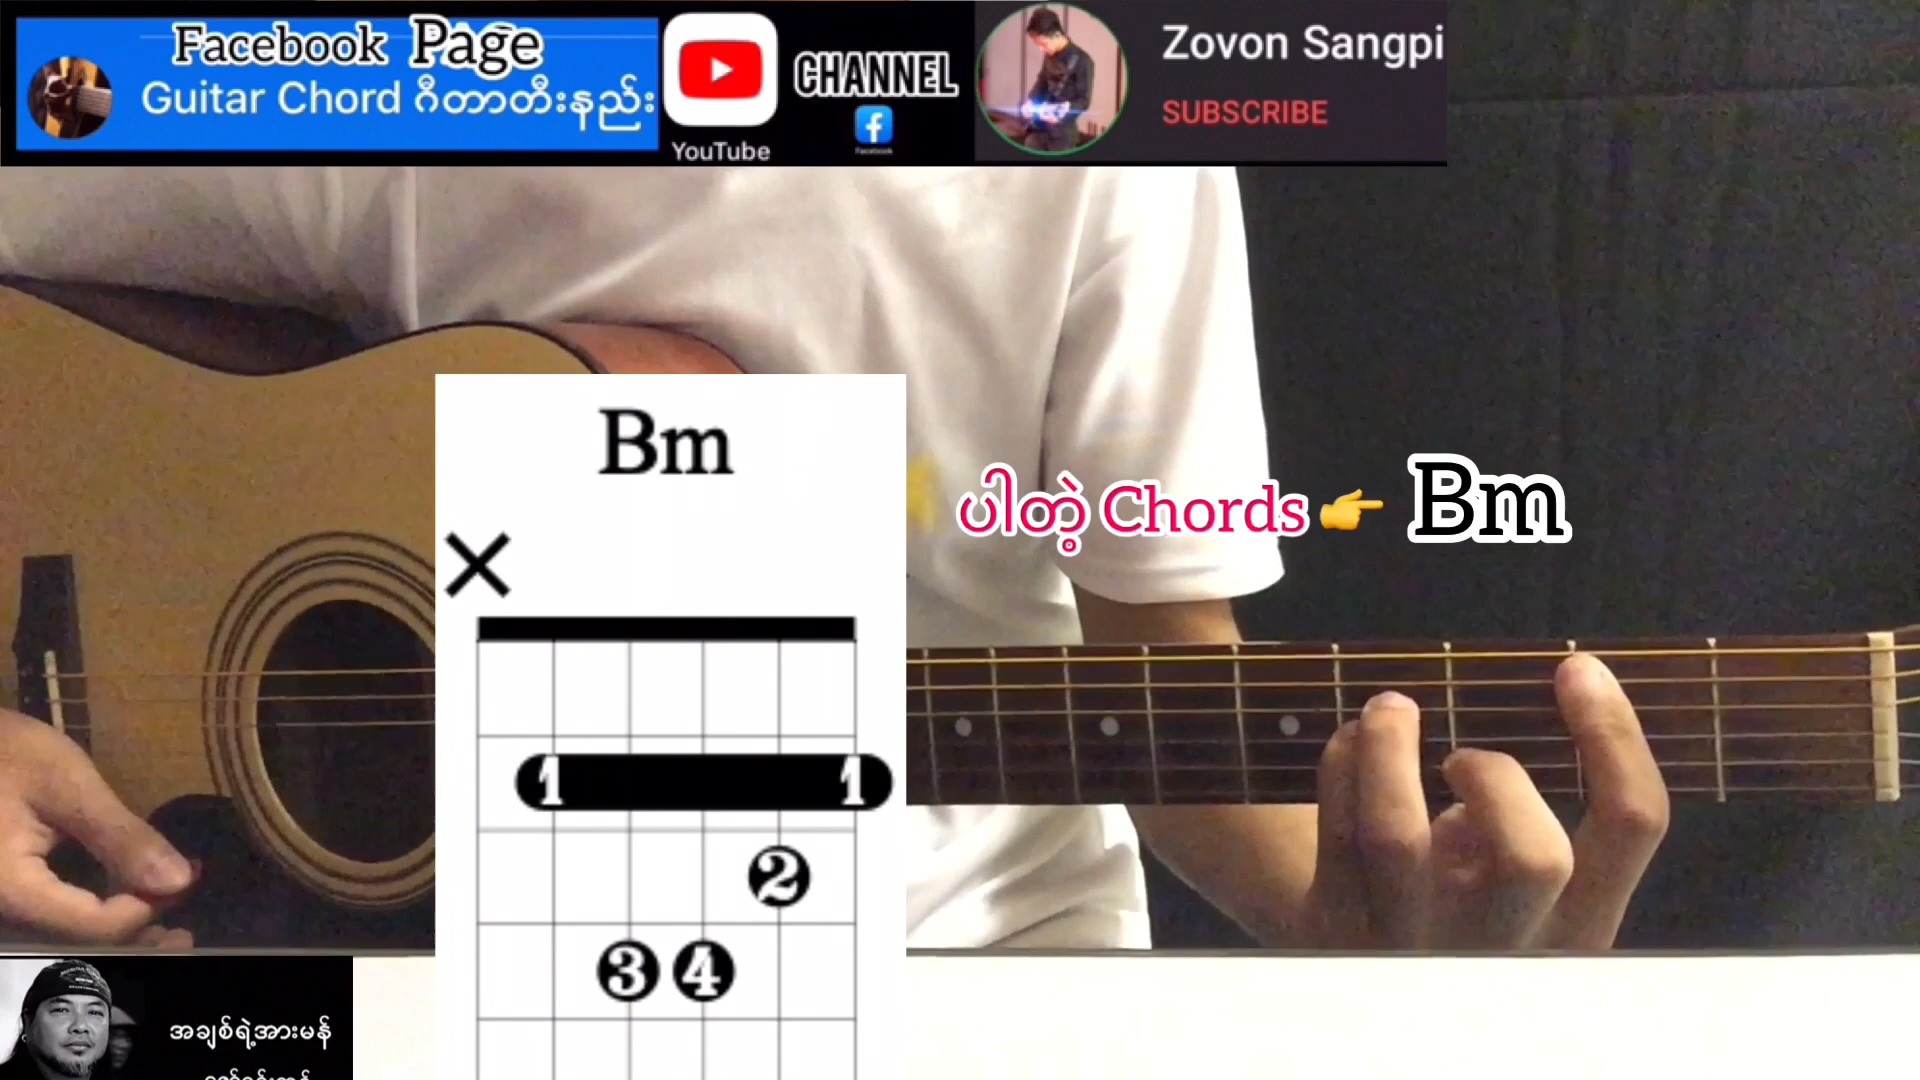 Facebook Page
Guitar Chord ဂီတာတီးနည်း
YouTube
CHANNEL
Facebook
Zovon Sangpi
SUBSCRIBE
Bm
×
1 1
2
3 4
ပါတဲ့ Chords 👉 Bm
အချစ်ရဲ့အားမာန်